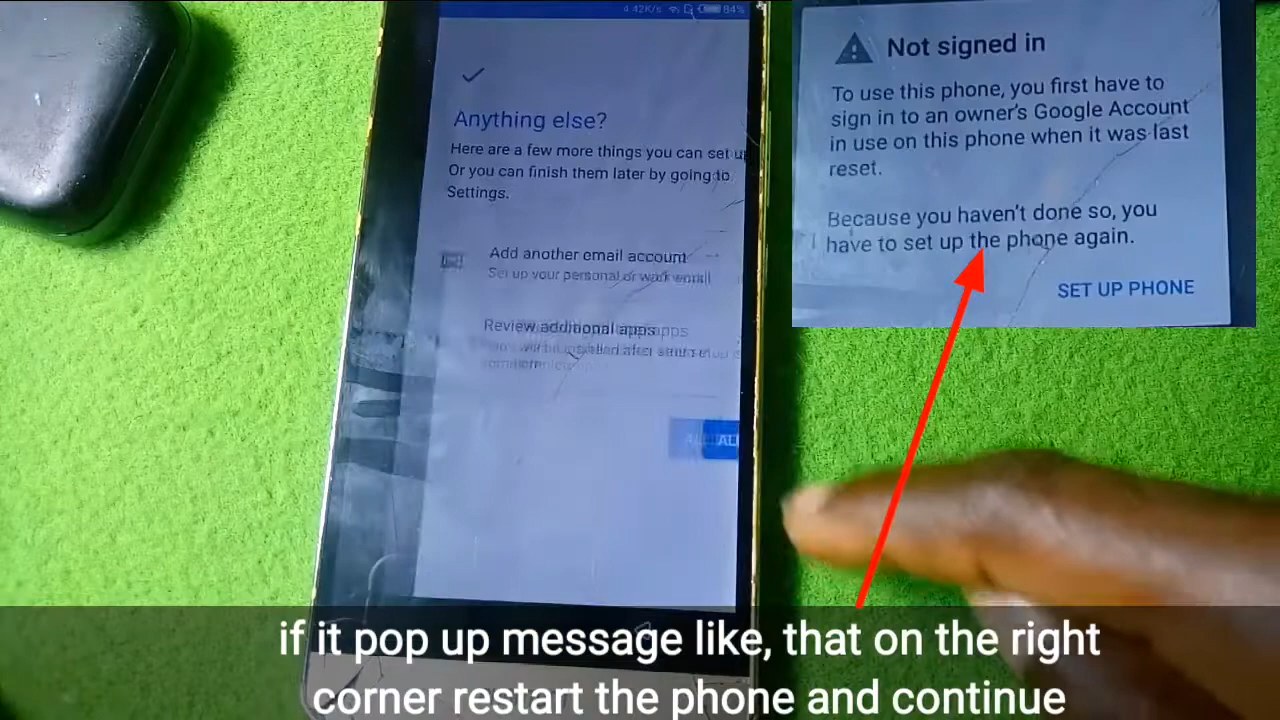 4.42K/s 84%
Anything else?
Here are a few more things you can set up
Or you can finish them later by going to
Settings.
Add another email account
Set up your personal or work email
Review additional apps
Not signed in
To use this phone, you first have to
sign in to an owner's Google Account
in use on this phone when it was last
reset.
Because you haven't done so, you
have to set up the phone again.
SET UP PHONE
if it pop up message like, that on the right
corner restart the phone and continue